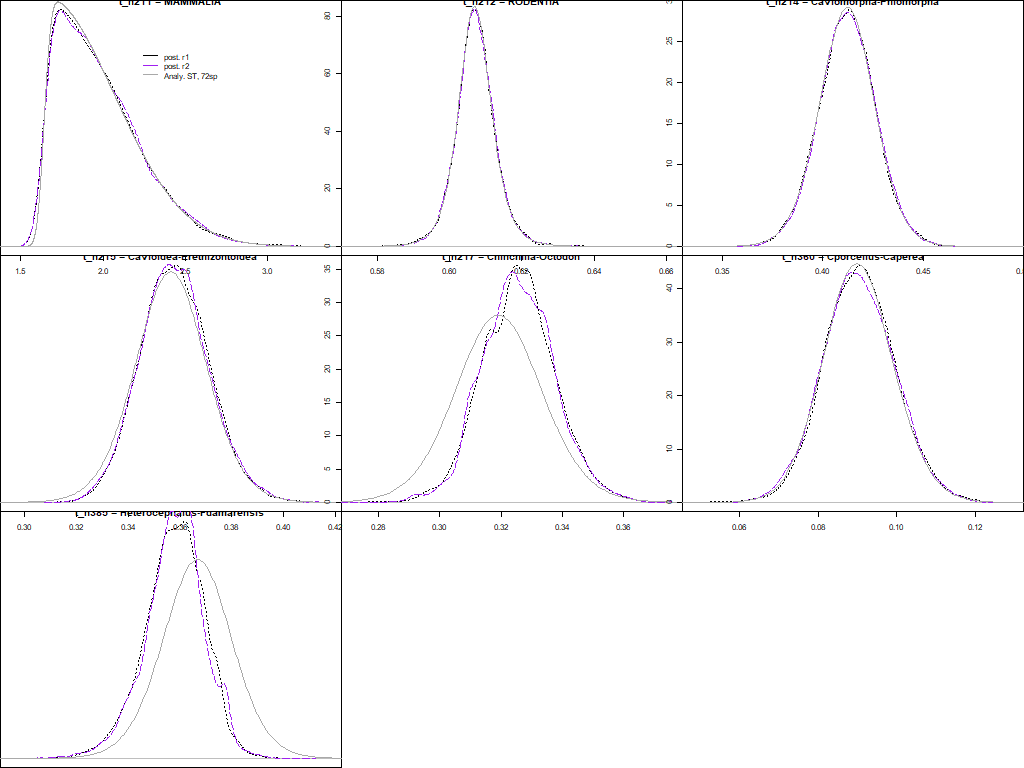 t_n211 = MAMMALIA
t_n212 = RODENTIA
t_n214 = Caviomorpha-Phiomorpha
post. r1
post. r2
Analy. ST, 72sp
80
60
40
20
0
30
25
20
15
10
5
0
1.5 2.0 2.5 3.0
0.58 0.60 0.62 0.64 0.66
0.35 0.40 0.45
t_n215 = Cavioidea-Erethizontoidea
t_n217 = Chinchilla-Octodon
t_n360 = Cporcellus-Caperea
35
30
25
20
15
10
5
0
40
30
20
10
0
0.30 0.32 0.34 0.36 0.38 0.40 0.42
0.28 0.30 0.32 0.34 0.36
0.06 0.08 0.10 0.12